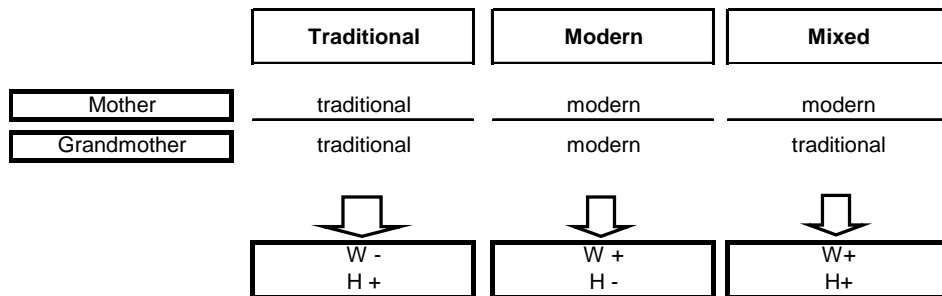 Traditional Modern Mixed
Mother traditional modern modern
Grandmother traditional modern traditional
W - W + W+
H + H - H+